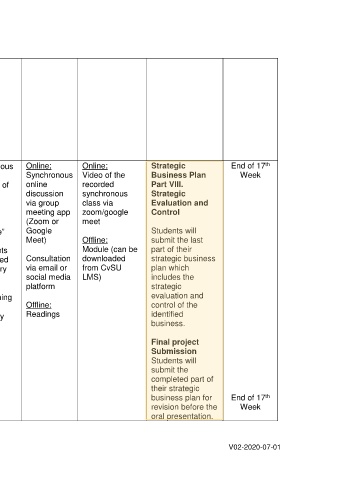 ous
of
e"
ts
ed
ry
ing
y
Online:
Synchronous
online
discussion
via group
meeting app
(Zoom or
Google
Meet)
Consultation
via email or
social media
platform
Offline:
Readings
Online:
Video of the
recorded
synchronous
class via
zoom/google
meet
Offline:
Module (can be
downloaded
from CvSU
LMS)
Strategic
Business Plan
Part VIII.
Strategic
Evaluation and
Control
Students will
submit the last
part of their
strategic business
plan which
includes the
strategic
evaluation and
control of the
identified
business.
Final project
Submission
Students will
submit the
completed part of
their strategic
business plan for
revision before the
oral presentation.
End of 17th
Week
End of 17th
Week
V02-2020-07-01